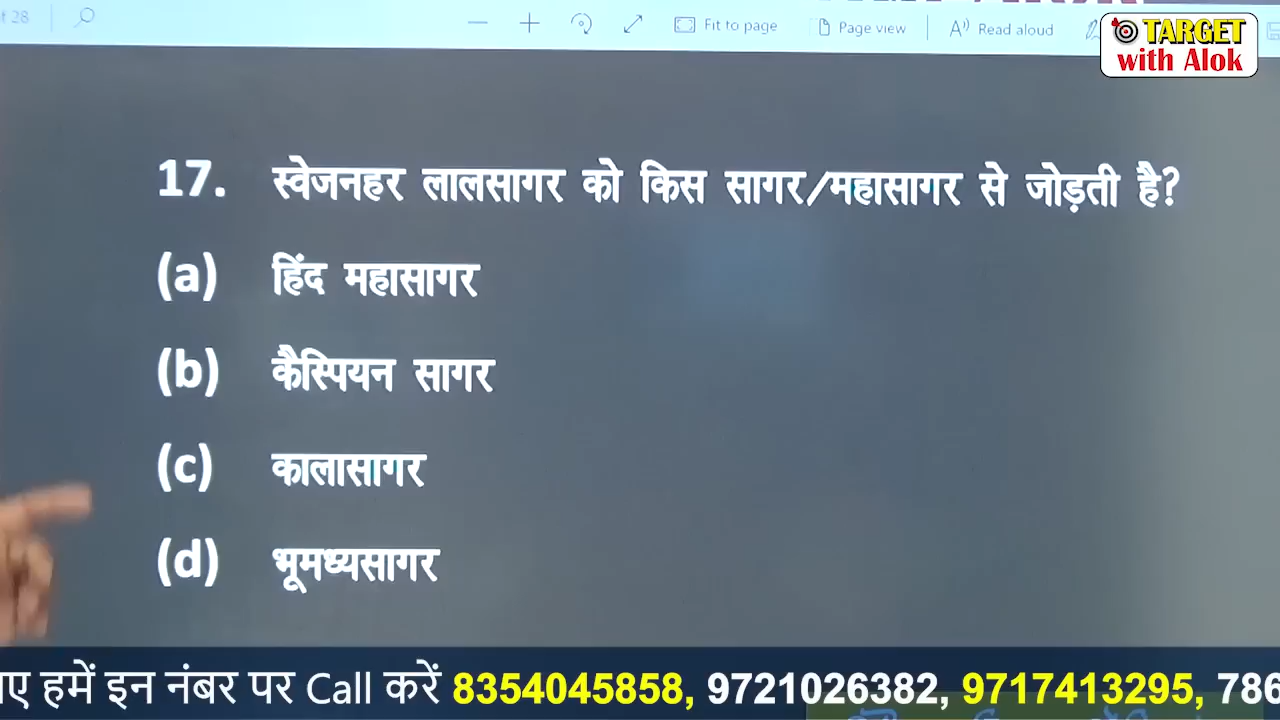 t 28
Fit to page
Page view
Read aloud
TARGET
with Alok
17. स्वेजनहर लालसागर को किस सागर/महासागर से जोड़ती है?
(a) हिंद महासागर
(b) कैस्पियन सागर
(c) कालासागर
(d) भूमध्यसागर
ए हमें इन नंबर पर Call करें 8354045858, 9721026382, 9717413295, 786